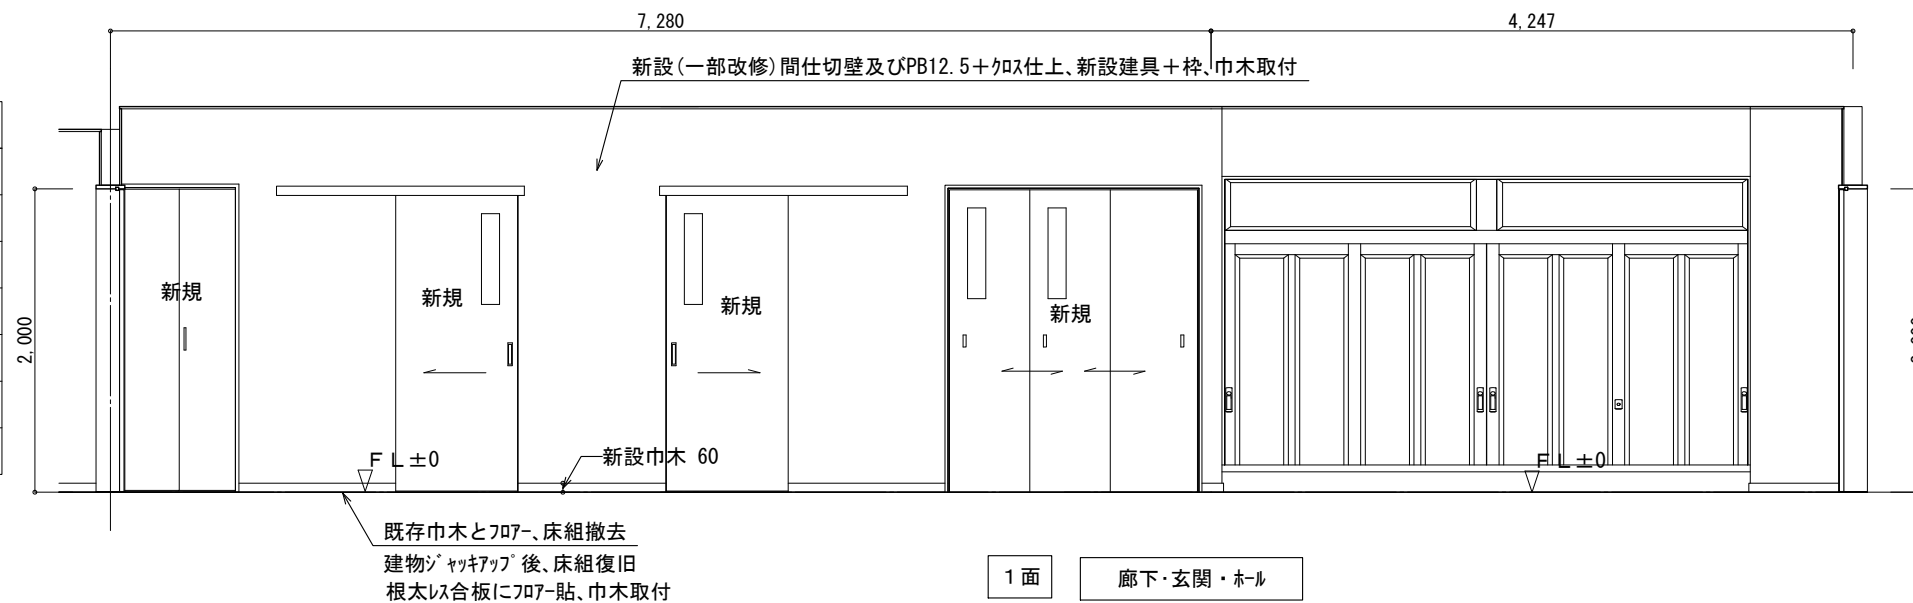 7,280
4,247
新設(一部改修)間仕切壁及びPB12.5+ｸﾛｽ仕上、新設建具+枠、巾木取付
新規
新規
新規
新規
2,000
FL±0
新設巾木 60
FL±0
既存巾木とﾌﾛｱｰ、床組撤去
建物ｼﾞｬｯｷｱｯﾌﾟ後、床組復旧
根太ﾚｽ合板にﾌﾛｱｰ貼、巾木取付
1面
廊下・玄関・ﾎｰﾙ